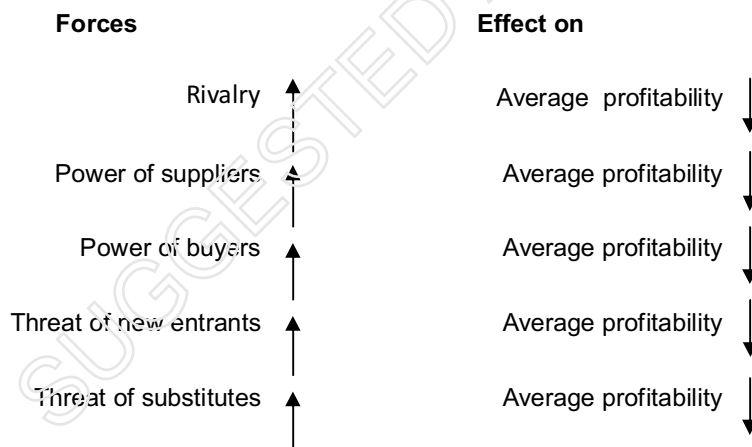 Forces Effect on
Rivalry Average profitability
Power of suppliers Average profitability
Power of buyers Average profitability
Threat of new entrants Average profitability
Threat of substitutes Average profitability
SUGGESTED